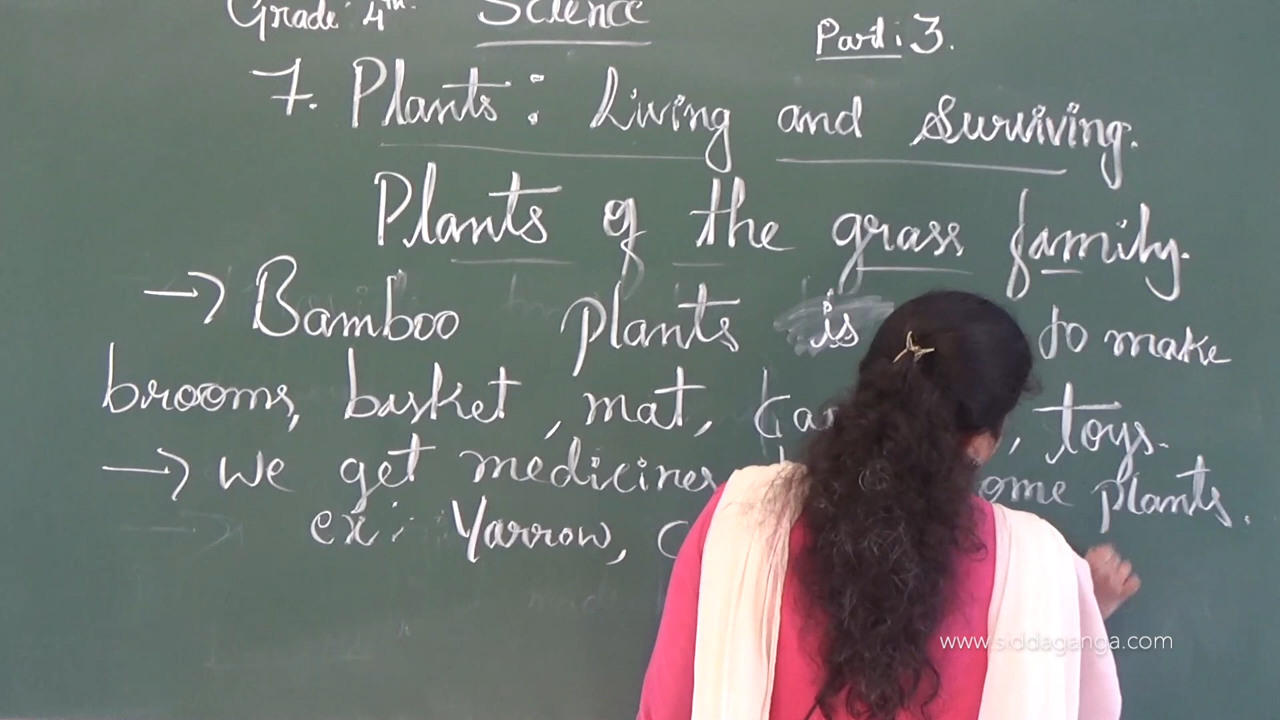 Grade: 4th. Science
Part: 3.
7. Plants: Living and Surviving.
Plants of the grass family.
→ Bamboo plants is to make
brooms, basket, mat, , toys.
→ We get medicines plants.
ex: Yarrow,
www.siddaganga.com